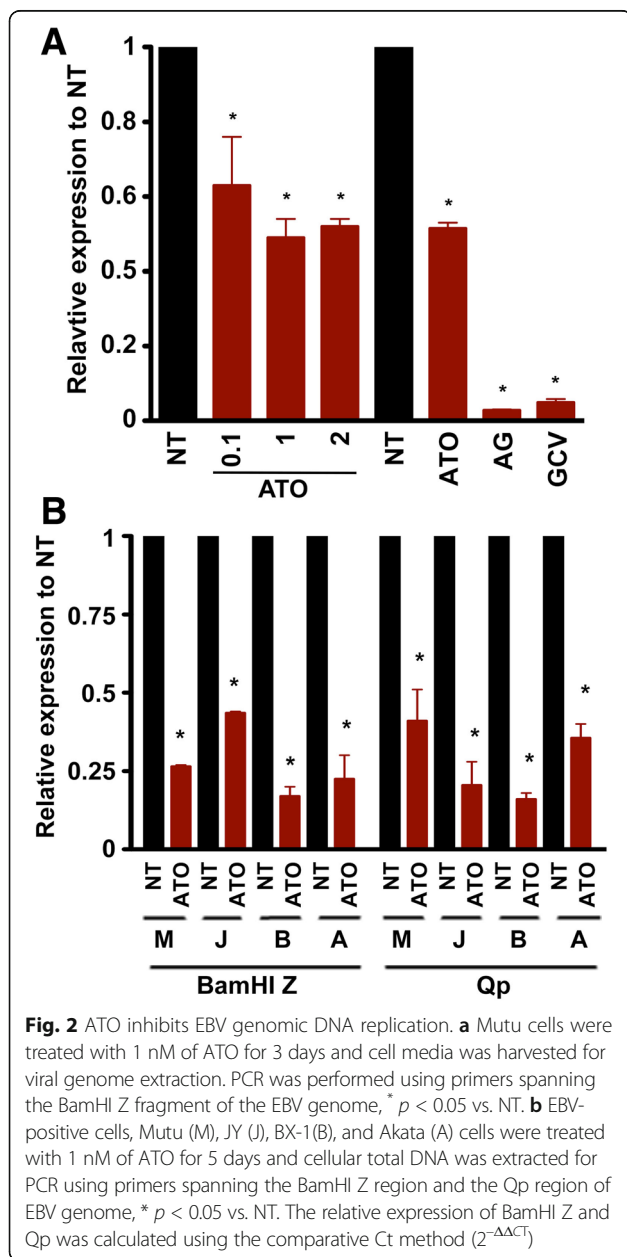 A
Relavtive expression to NT
1
0.8
0.6
0.5
0.2
0
* * * * * *
NT 0.1 1 2 NT ATO AG GCV
ATO
B
Relative expression to NT
1
0.75
0.5
0.25
0
* * * * * * * *
NT ATO NT ATO NT ATO NT ATO NT ATO NT ATO NT ATO NT ATO
M J B A M J B A
BamHI Z Qp
Fig. 2 ATO inhibits EBV genomic DNA replication. a Mutu cells were
treated with 1 nM of ATO for 3 days and cell media was harvested for
viral genome extraction. PCR was performed using primers spanning
the BamHI Z fragment of the EBV genome, * p < 0.05 vs. NT. b EBV-
positive cells, Mutu (M), JY (J), BX-1(B), and Akata (A) cells were treated
with 1 nM of ATO for 5 days and cellular total DNA was extracted for
PCR using primers spanning the BamHI Z region and the Qp region of
EBV genome, * p < 0.05 vs. NT. The relative expression of BamHI Z and
Qp was calculated using the comparative Ct method (2^−ΔΔCT)